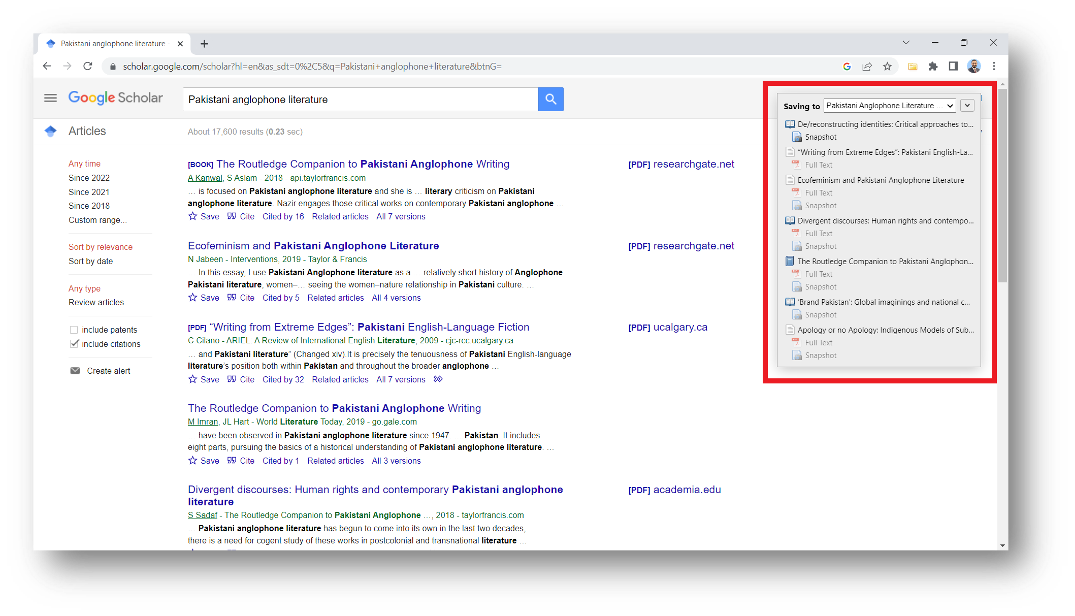 Pakistani anglophone literature
scholar.google.com/scholar?hl=en&as_sdt=0%2C5&q=Pakistani+anglophone+literature&btnG=
Google Scholar
Pakistani anglophone literature
Articles
About 17,600 results (0.23 sec)
Any time
Since 2022
Since 2021
Since 2018
Custom range...
Sort by relevance
Sort by date
Any type
Review articles
include patents
include citations
Create alert
[BOOK] The Routledge Companion to Pakistani Anglophone Writing
A Kanwal, S Aslam - 2018 - api.taylorfrancis.com
… is focused on Pakistani anglophone literature and she is … literary criticism on Pakistani
anglophone literature. Nazir engages those critical works on contemporary Pakistani anglophone …
Save Cite Cited by 16 Related articles All 7 versions
[PDF] researchgate.net
Ecofeminism and Pakistani Anglophone Literature
N Jabeen - Interventions, 2019 - Taylor & Francis
… In this essay, I use Pakistani Anglophone literature as a … relatively short history of Anglophone
Pakistani literature, women–… seeing the women–nature relationship in Pakistani culture. …
Save Cite Cited by 5 Related articles All 4 versions
[PDF] researchgate.net
[PDF] “Writing from Extreme Edges”: Pakistani English-Language Fiction
C Cilano - ARIEL: A Review of International English Literature, 2009 - cjc-rcc.ucalgary.ca
… and Pakistani literature” (Changed xiv).It is precisely the tenuousness of Pakistani English-language
literature’s position both within Pakistan and throughout the broader anglophone …
Save Cite Cited by 32 Related articles All 7 versions
[PDF] ucalgary.ca
The Routledge Companion to Pakistani Anglophone Writing
M Imran, JL Hart - World Literature Today, 2019 - go.gale.com
… have been observed in Pakistani anglophone literature since 1947 … Pakistan. It includes
eight parts, pursuing the basics of a historical understanding of Pakistani anglophone literature. …
Save Cite Cited by 1 Related articles All 3 versions
Divergent discourses: Human rights and contemporary Pakistani anglophone
literature
S Sadaf - The Routledge Companion to Pakistani Anglophone …, 2018 - taylorfrancis.com
… Pakistani anglophone literature has begun to come into its own in the last two decades,
there is a need for cogent study of these works in postcolonial and transnational literature …
[PDF] academia.edu
Saving to Pakistani Anglophone Literature
De/reconstructing identities: Critical approaches to...
Snapshot
“Writing from Extreme Edges”: Pakistani English-La...
Full Text
Ecofeminism and Pakistani Anglophone Literature
Full Text
Snapshot
Divergent discourses: Human rights and contempo...
Full Text
Snapshot
The Routledge Companion to Pakistani Anglophon...
Full Text
Snapshot
‘Brand Pakistan’: Global imaginings and national c...
Snapshot
Apology or no Apology: Indigenous Models of Sub...
Full Text
Snapshot